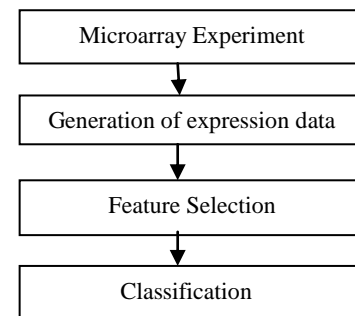 Microarray Experiment
Generation of expression data
Feature Selection
Classification